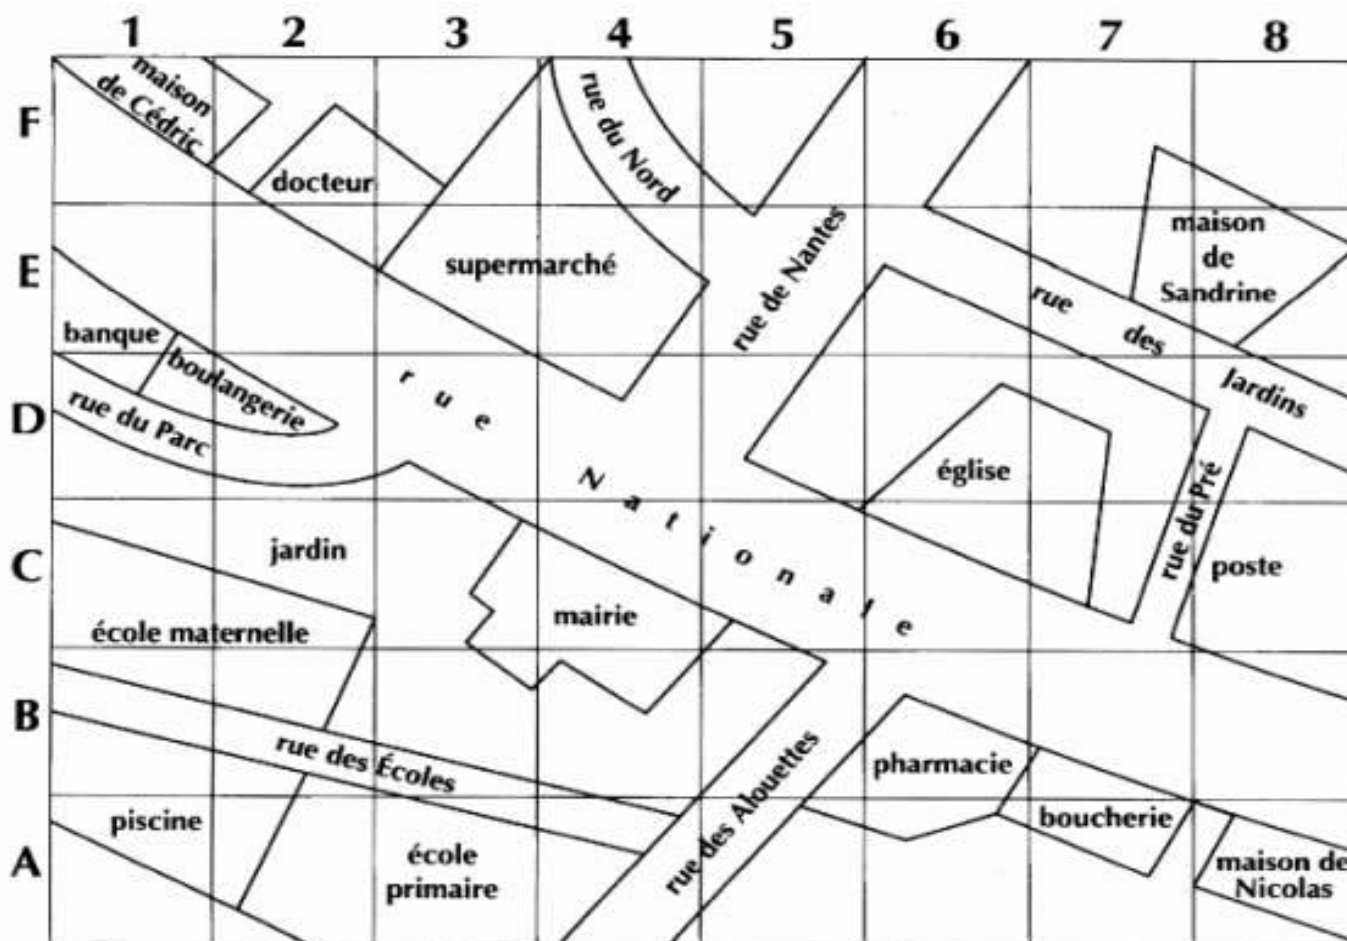 1 2 3 4 5 6 7 8
F
maison
de Cédric
docteur
rue du Nord
E
supermarché
rue de Nantes
maison
de
Sandrine
rue des Jardins
banque
boulangerie
D
rue du Parc
rue Nationale
église
rue du Pré
C
jardin
mairie
poste
école maternelle
B
rue des Écoles
rue des Alouettes
pharmacie
A
piscine
école
primaire
boucherie
maison de
Nicolas